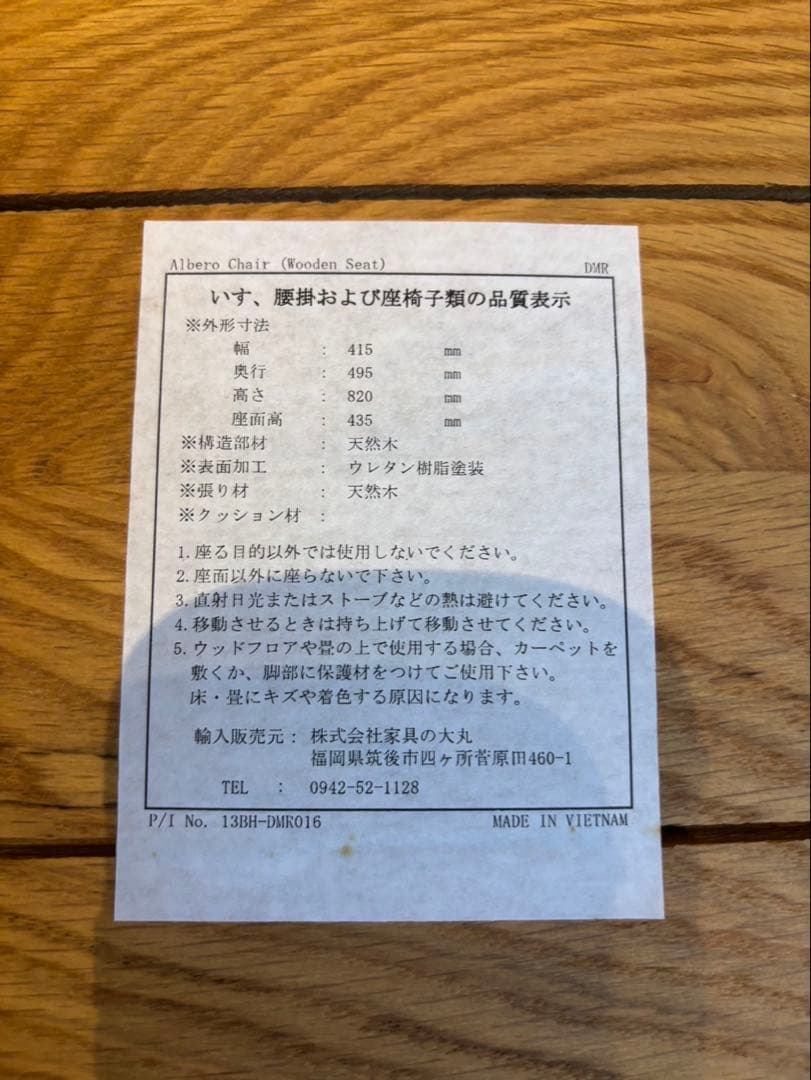 Albero Chair (Wooden Seat) DMR
いす、腰掛および座椅子類の品質表示
※外形寸法
幅 : 415 mm
奥行 : 495 mm
高さ : 820 mm
座面高 : 435 mm
※構造部材 : 天然木
※表面加工 : ウレタン樹脂塗装
※張り材 : 天然木
※クッション材 :
1. 座る目的以外では使用しないでください。
2. 座面以外に座らないで下さい。
3. 直射日光またはストーブなどの熱は避けてください。
4. 移動させるときは持ち上げて移動させてください。
5. ウッドフロアや畳の上で使用する場合、カーペットを
敷くか、脚部に保護材をつけてご使用下さい。
床・畳にキズや着色する原因になります。
輸入販売元 : 株式会社家具の大丸
福岡県筑後市四ヶ所菅原田460-1
TEL : 0942-52-1128
P/I No. 13BH-DMR016 MADE IN VIETNAM